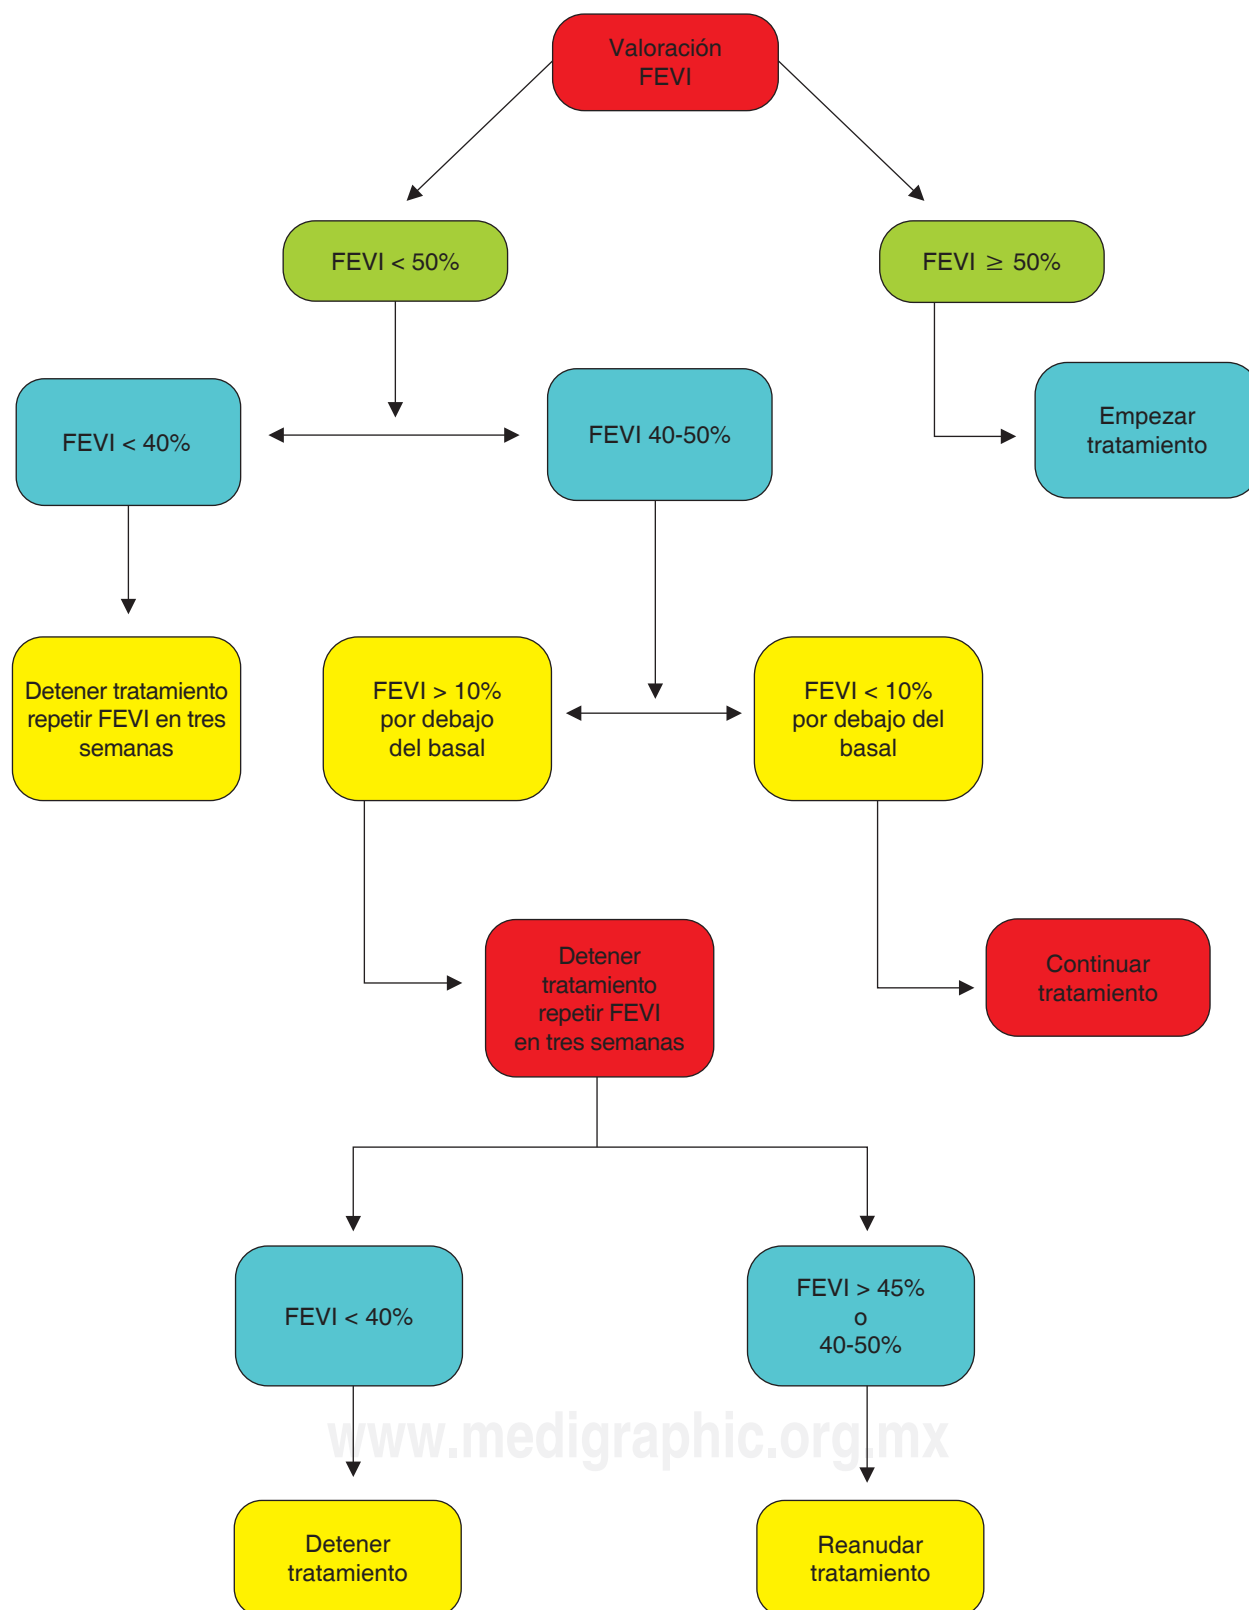 Valoración
FEVI
FEVI < 50%
FEVI ≥ 50%
FEVI < 40%
FEVI 40-50%
Empezar
tratamiento
Detener tratamiento
repetir FEVI en tres
semanas
FEVI > 10%
por debajo
del basal
FEVI < 10%
por debajo del
basal
Detener
tratamiento
repetir FEVI
en tres semanas
Continuar
tratamiento
FEVI < 40%
FEVI > 45%
o
40-50%
www.medigraphic.org.mx
Detener
tratamiento
Reanudar
tratamiento